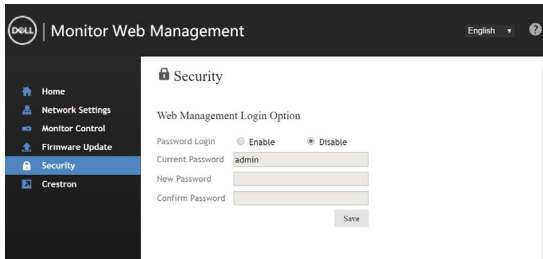 DELL | Monitor Web Management
English ▼ ?
Home
Network Settings
Monitor Control
Firmware Update
Security
Crestron
Security
Web Management Login Option
Password Login Enable Disable
Current Password admin
New Password
Confirm Password
Save